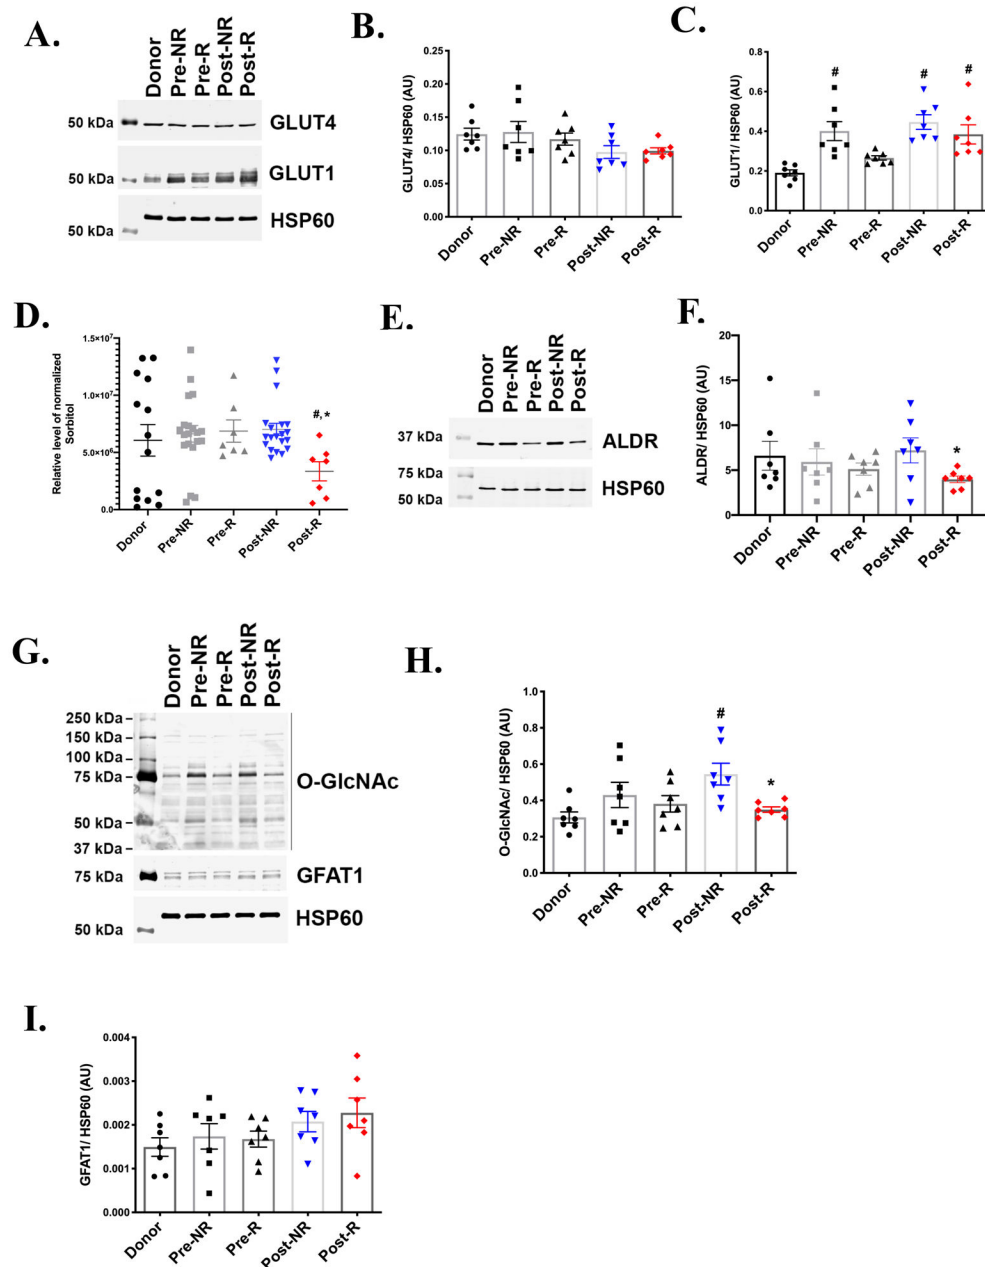 A.
Donor
Pre-NR
Pre-R
Post-NR
Post-R
50 kDa
GLUT4
50 kDa
GLUT1
50 kDa
HSP60
B.
GLUT4/ HSP60 (AU)
0.25
0.20
0.15
0.10
0.05
0.00
Donor
Pre-NR
Pre-R
Post-NR
Post-R
C.
GLUT1/ HSP60 (AU)
0.8
0.6
0.4
0.2
0
#
#
#
Donor
Pre-NR
Pre-R
Post-NR
Post-R
D.
Relative level of normalized
Sorbitol
1.5×10⁷
1.0×10⁷
5.0×10⁶
0.0
#, *
Donor
Pre-NR
Pre-R
Post-NR
Post-R
E.
Donor
Pre-NR
Pre-R
Post-NR
Post-R
37 kDa
ALDR
75 kDa
50 kDa
HSP60
F.
ALDR/ HSP60 (AU)
20
15
10
5
0
*
Donor
Pre-NR
Pre-R
Post-NR
Post-R
G.
Donor
Pre-NR
Pre-R
Post-NR
Post-R
250 kDa
150 kDa
100 kDa
75 kDa
50 kDa
37 kDa
O-GlcNAc
75 kDa
GFAT1
50 kDa
HSP60
H.
O-GlcNAc/ HSP60 (AU)
1.0
0.8
0.6
0.4
0.2
0.0
#
*
Donor
Pre-NR
Pre-R
Post-NR
Post-R
I.
GFAT1/ HSP60 (AU)
0.004
0.003
0.002
0.001
0.000
Donor
Pre-NR
Pre-R
Post-NR
Post-R